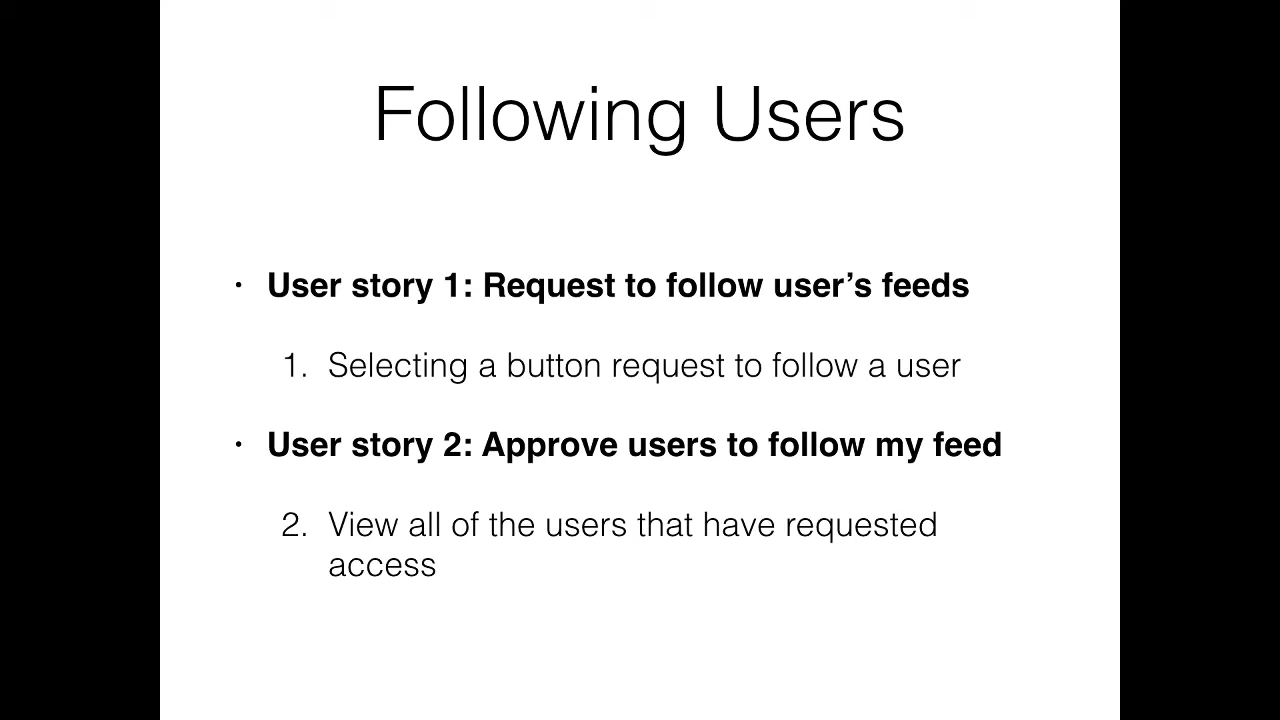 Following Users
• User story 1: Request to follow user’s feeds
1. Selecting a button request to follow a user
• User story 2: Approve users to follow my feed
2. View all of the users that have requested
access